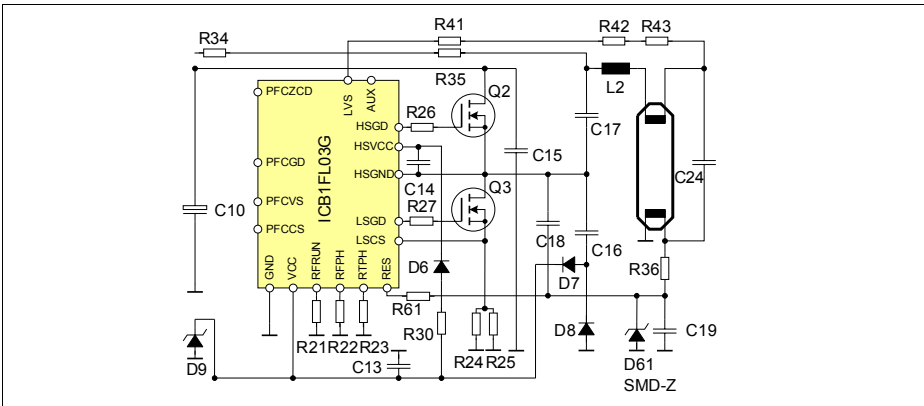 R34
R41
R42 R43
R35
L2
PFCZCD
LVS
AUX
Q2
R26
HSGD
C17
HSVCC
C15
PFCGD
ICB1FL03G
HSGND
C14
C24
Q3
C10
PFCVS
R27
LSGD
C18
C16
PFCCS
LSCS
R36
GND
VCC
RFRUN
RFPH
RTPH
RES
D6
D7
R61
C19
R30
D8
R21 R22 R23
R24 R25
D9
C13
D61
SMD-Z